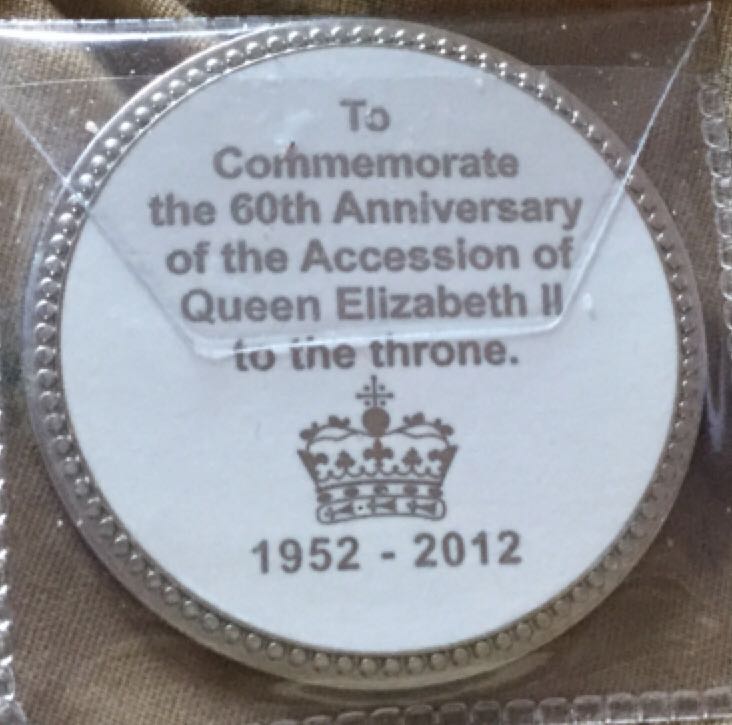 To
Commemorate
the 60th Anniversary
of the Accession of
Queen Elizabeth II
to the throne.
1952 - 2012